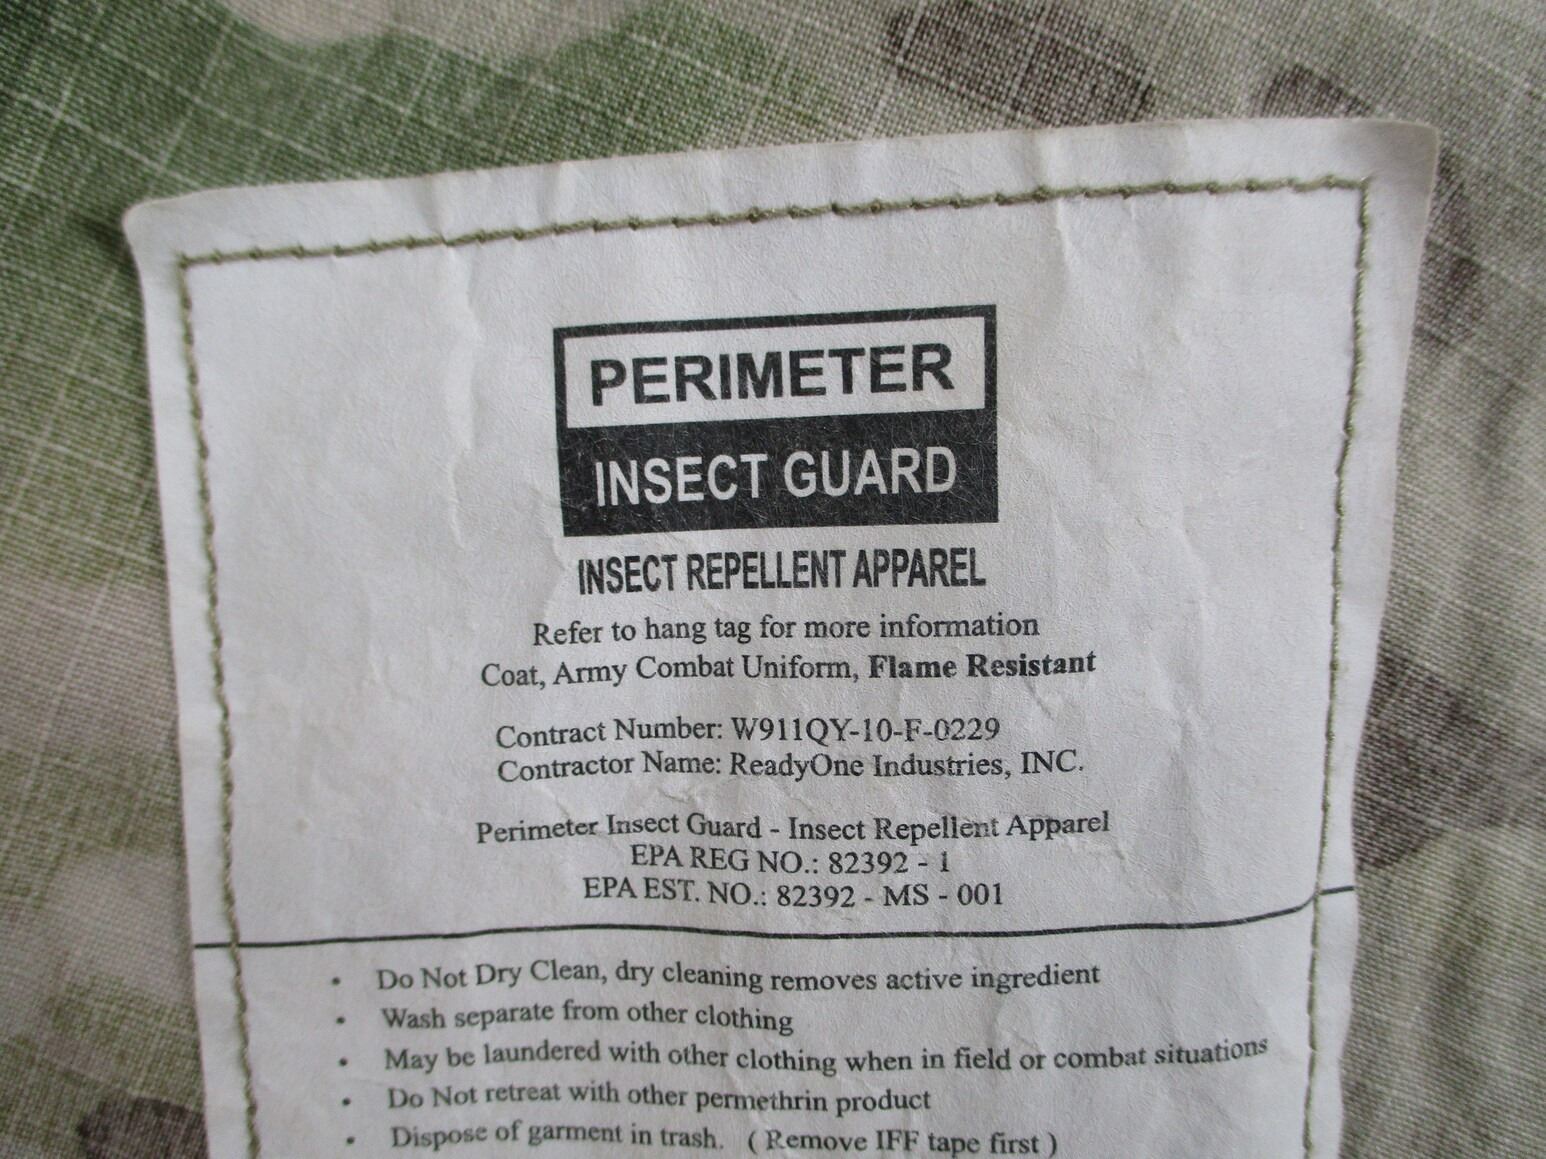 PERIMETER
INSECT GUARD
INSECT REPELLENT APPAREL
Refer to hang tag for more information
Coat, Army Combat Uniform, Flame Resistant
Contract Number: W911QY-10-F-0229
Contractor Name: ReadyOne Industries, INC.
Perimeter Insect Guard - Insect Repellent Apparel
EPA REG NO.: 82392 - 1
EPA EST. NO.: 82392 - MS - 001
• Do Not Dry Clean, dry cleaning removes active ingredient
• Wash separate from other clothing
• May be laundered with other clothing when in field or combat situations
• Do Not retreat with other permethrin product
• Dispose of garment in trash. ( Remove IFF tape first )